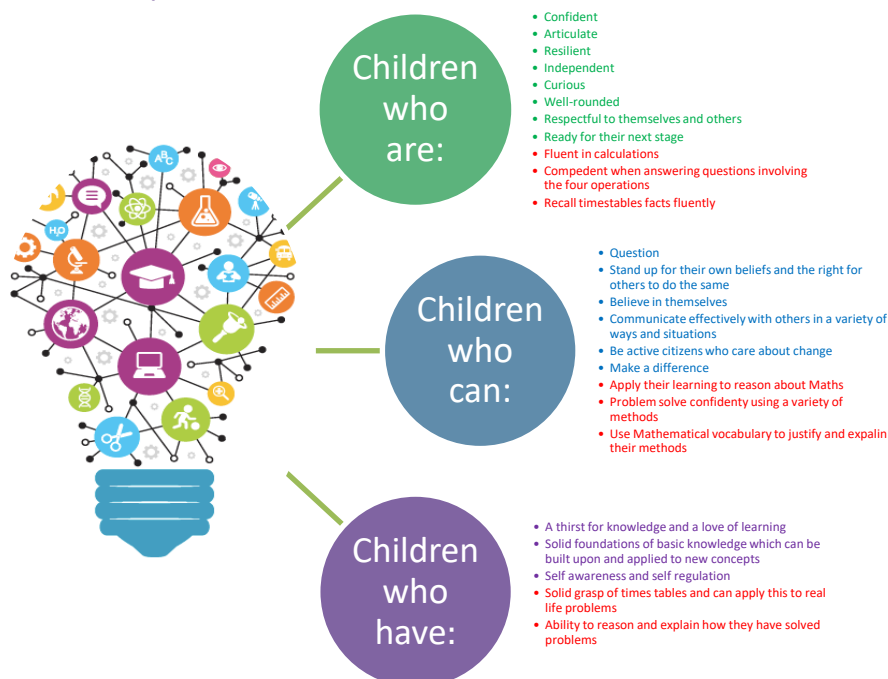 Children
who
are:
• Confident
• Articulate
• Resilient
• Independent
• Curious
• Well-rounded
• Respectful to themselves and others
• Ready for their next stage
• Fluent in calculations
• Compedent when answering questions involving
the four operations
• Recall timestables facts fluently
ABC
H₂O
Children
who
can:
• Question
• Stand up for their own beliefs and the right for
others to do the same
• Believe in themselves
• Communicate effectively with others in a variety of
ways and situations
• Be active citizens who care about change
• Make a difference
• Apply their learning to reason about Maths
• Problem solve confidenty using a variety of
methods
• Use Mathematical vocabulary to justify and expalin
their methods
Children
who
have:
• A thirst for knowledge and a love of learning
• Solid foundations of basic knowledge which can be
built upon and applied to new concepts
• Self awareness and self regulation
• Solid grasp of times tables and can apply this to real
life problems
• Ability to reason and explain how they have solved
problems